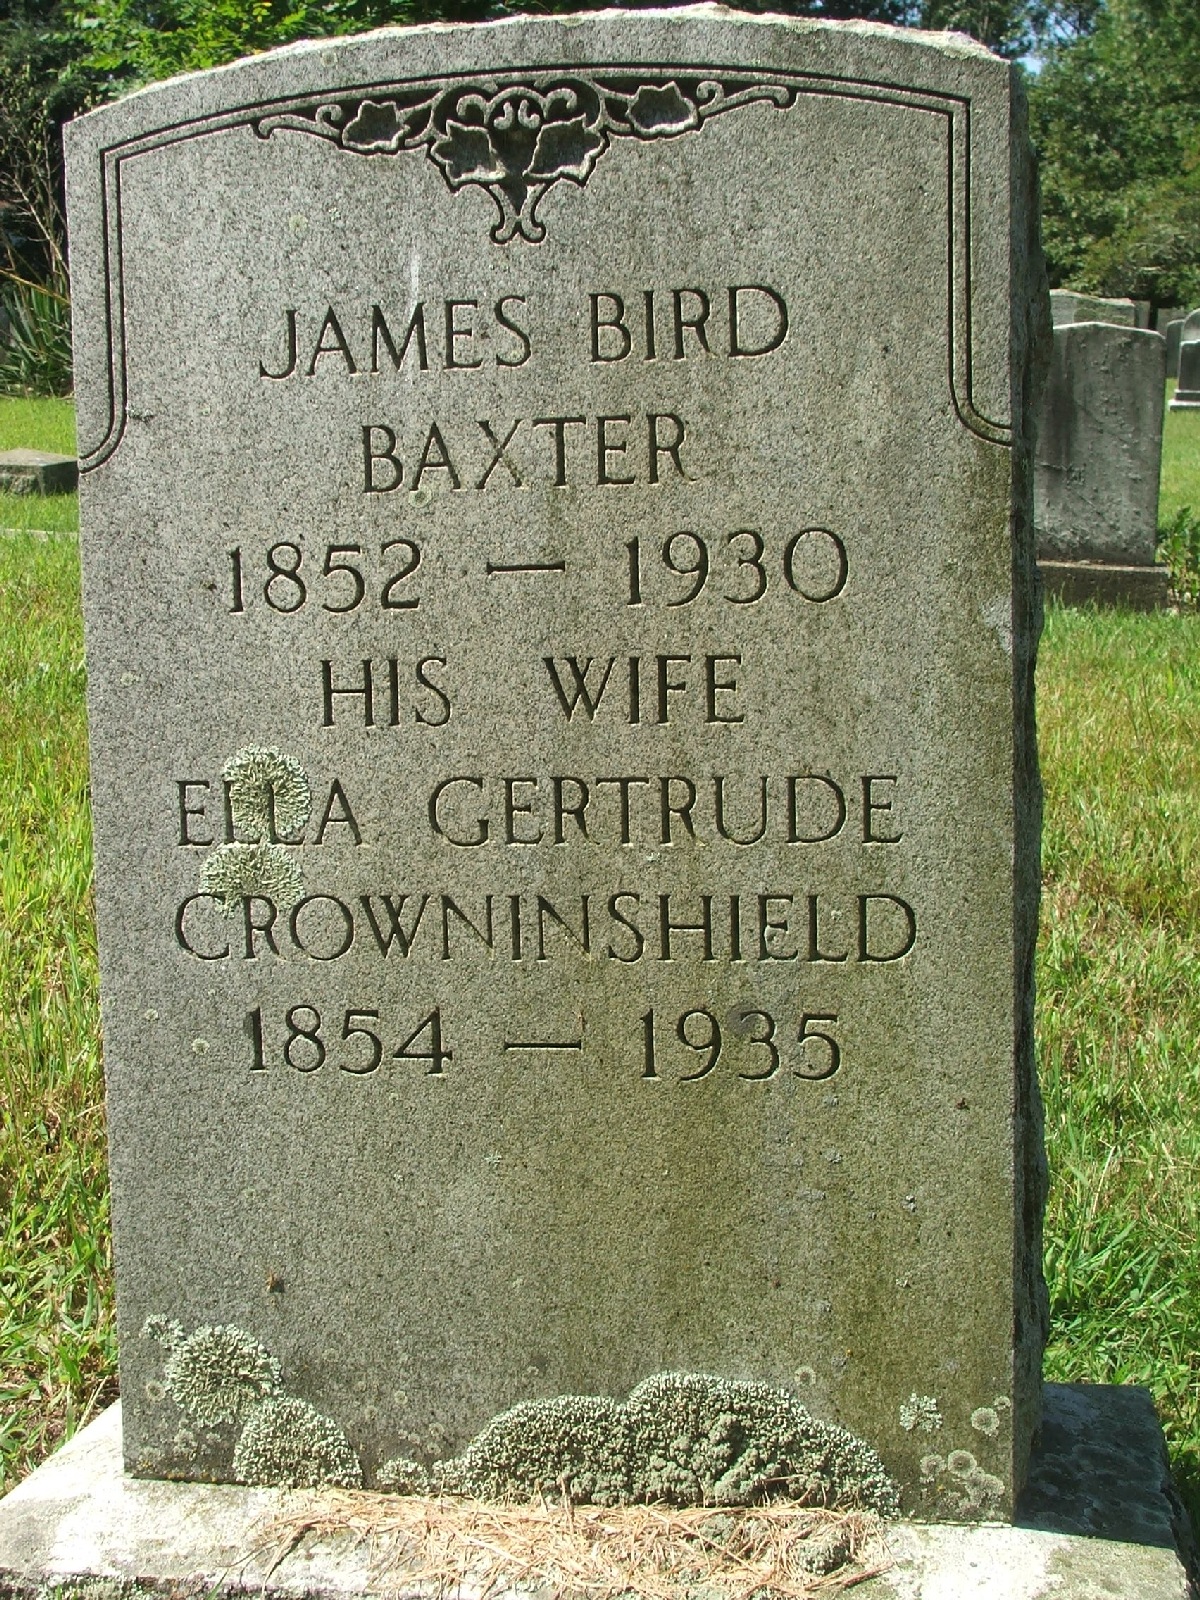 JAMES BIRD
BAXTER
1852 — 1930
HIS WIFE
ELLA GERTRUDE
CROWNINSHIELD
1854 — 1935